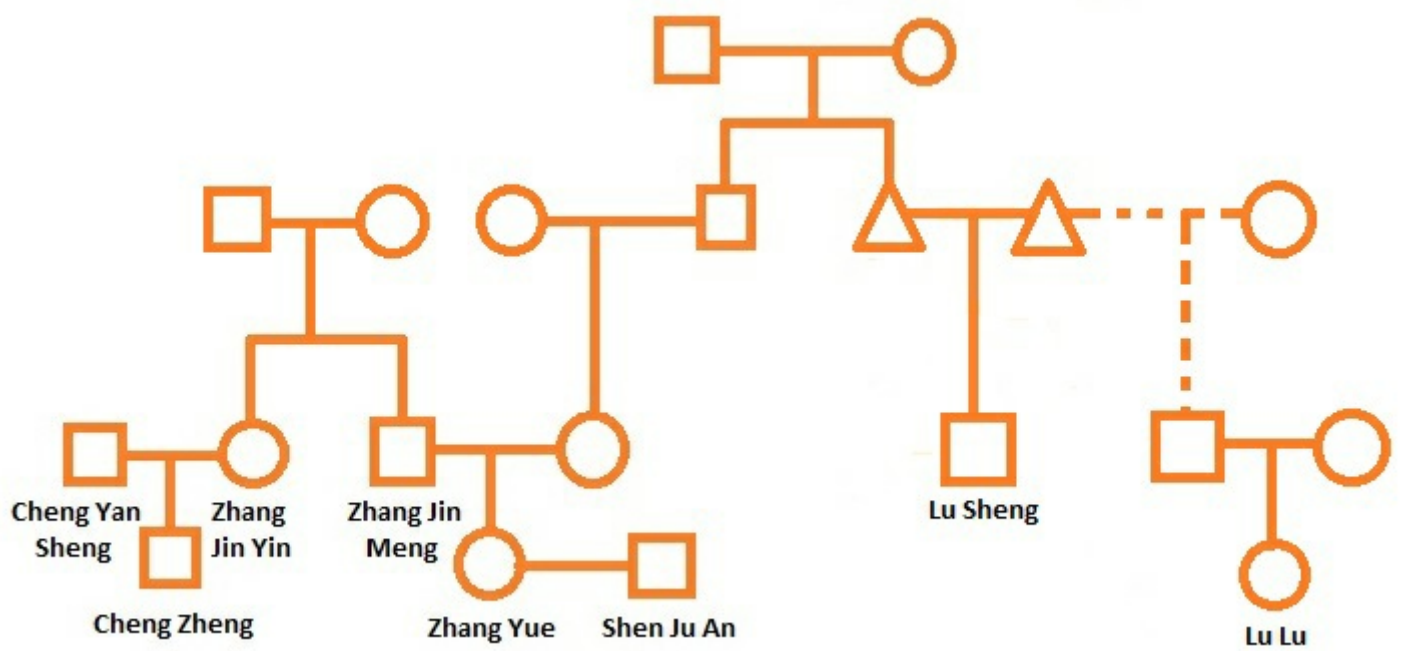 Cheng Yan
Sheng
Zhang
Jin Yin
Zhang Jin
Meng
Lu Sheng
Cheng Zheng
Zhang Yue
Shen Ju An
Lu Lu